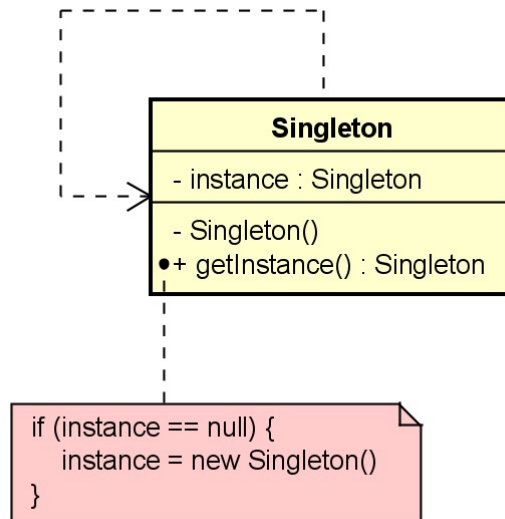 Singleton
- instance : Singleton
- Singleton()
+ getInstance() : Singleton
if (instance == null) {
    instance = new Singleton()
}